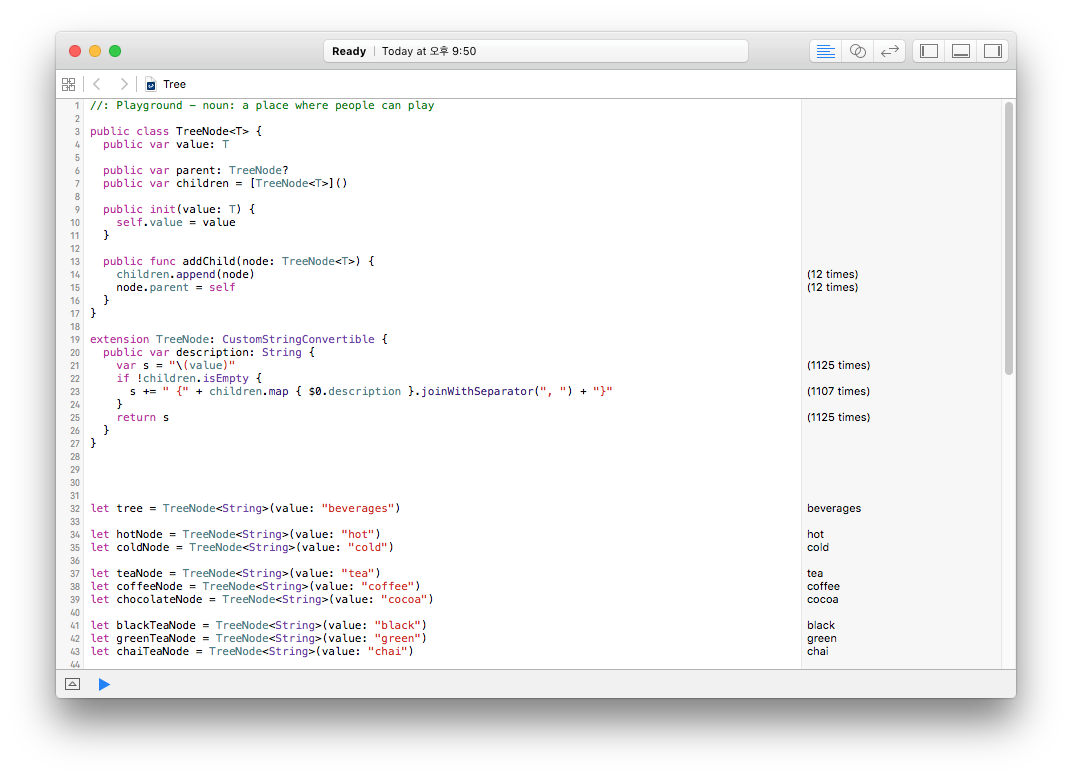 Ready | Today at 오후 9:50
Tree
1 //: Playground - noun: a place where people can play
2
3 public class TreeNode<T> {
4   public var value: T
5
6   public var parent: TreeNode?
7   public var children = [TreeNode<T>]()
8
9   public init(value: T) {
10     self.value = value
11   }
12
13   public func addChild(node: TreeNode<T>) {
14     children.append(node) (12 times)
15     node.parent = self (12 times)
16   }
17 }
18
19 extension TreeNode: CustomStringConvertible {
20   public var description: String {
21     var s = "\(value)" (1125 times)
22     if !children.isEmpty {
23       s += " {" + children.map { $0.description }.joinWithSeparator(", ") + "}" (1107 times)
24     }
25     return s (1125 times)
26   }
27 }
28
29
30
31
32 let tree = TreeNode<String>(value: "beverages") beverages
33
34 let hotNode = TreeNode<String>(value: "hot") hot
35 let coldNode = TreeNode<String>(value: "cold") cold
36
37 let teaNode = TreeNode<String>(value: "tea") tea
38 let coffeeNode = TreeNode<String>(value: "coffee") coffee
39 let chocolateNode = TreeNode<String>(value: "cocoa") cocoa
40
41 let blackTeaNode = TreeNode<String>(value: "black") black
42 let greenTeaNode = TreeNode<String>(value: "green") green
43 let chaiTeaNode = TreeNode<String>(value: "chai") chai
44